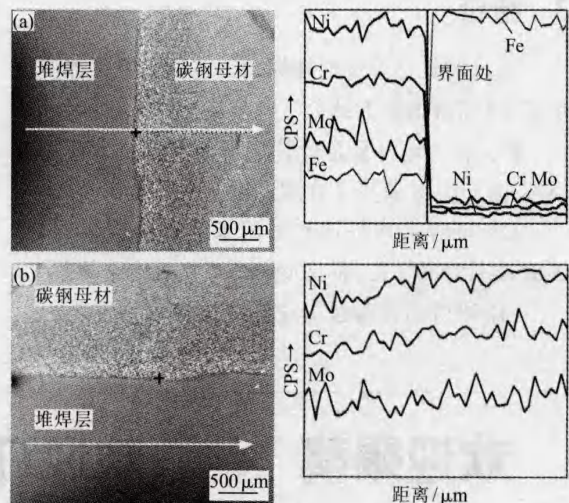 (a)
堆焊层
碳钢母材
500 μm
Ni
Cr
Mo
Fe
Fe
界面处
Ni
Cr Mo
CPS→
距离/μm
(b)
碳钢母材
堆焊层
500 μm
Ni
Cr
Mo
CPS→
距离/μm